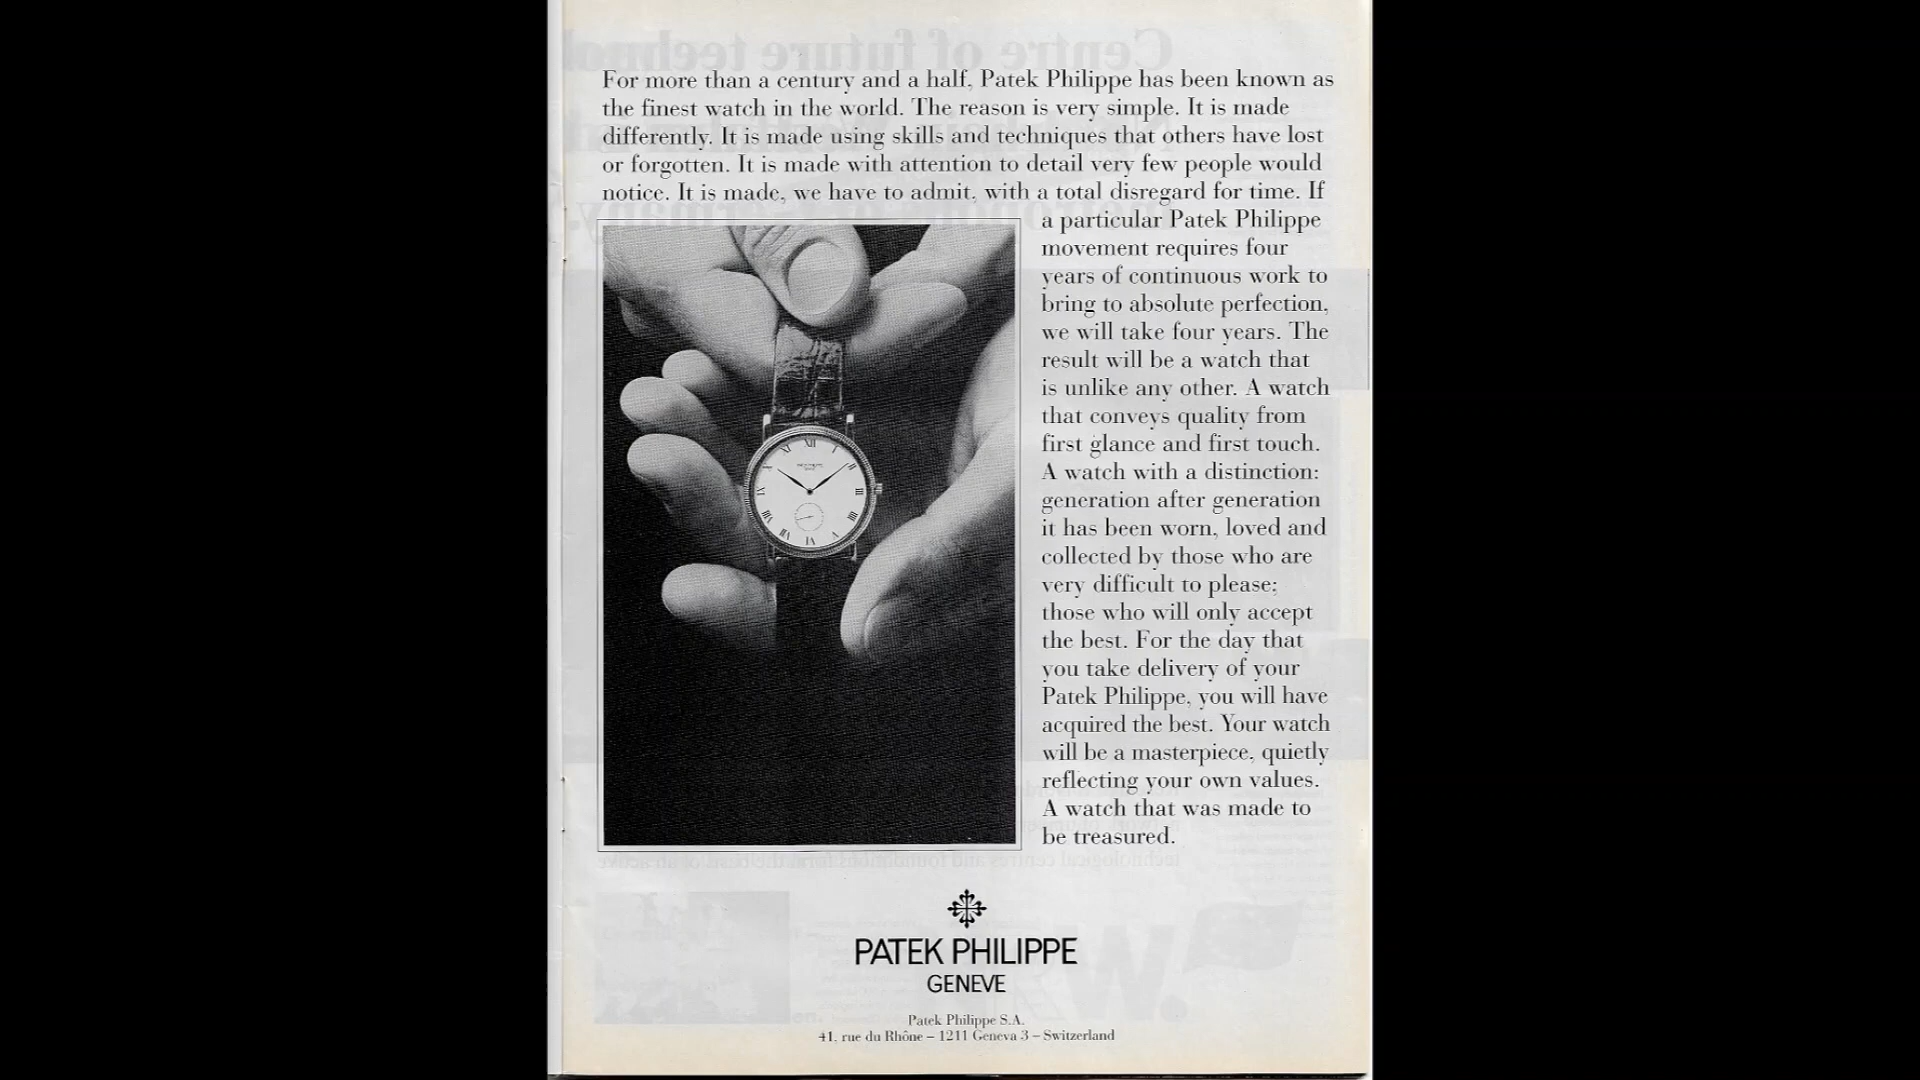 For more than a century and a half, Patek Philippe has been known as
the finest watch in the world. The reason is very simple. It is made
differently. It is made using skills and techniques that others have lost
or forgotten. It is made with attention to detail very few people would
notice. It is made, we have to admit, with a total disregard for time. If
a particular Patek Philippe
movement requires four
years of continuous work to
bring to absolute perfection,
we will take four years. The
result will be a watch that
is unlike any other. A watch
that conveys quality from
first glance and first touch.
A watch with a distinction:
generation after generation
it has been worn, loved and
collected by those who are
very difficult to please;
those who will only accept
the best. For the day that
you take delivery of your
Patek Philippe, you will have
acquired the best. Your watch
will be a masterpiece, quietly
reflecting your own values.
A watch that was made to
be treasured.
PATEK PHILIPPE
GENEVE
Patek Philippe S.A.
41, rue du Rhône – 1211 Geneva 3 – Switzerland